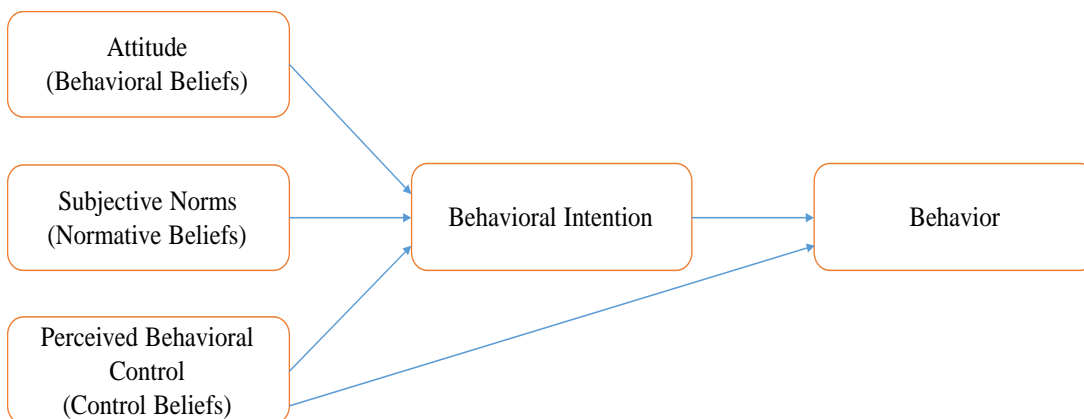 Attitude
(Behavioral Beliefs)
Subjective Norms
(Normative Beliefs)
Behavioral Intention
Behavior
Perceived Behavioral
Control
(Control Beliefs)